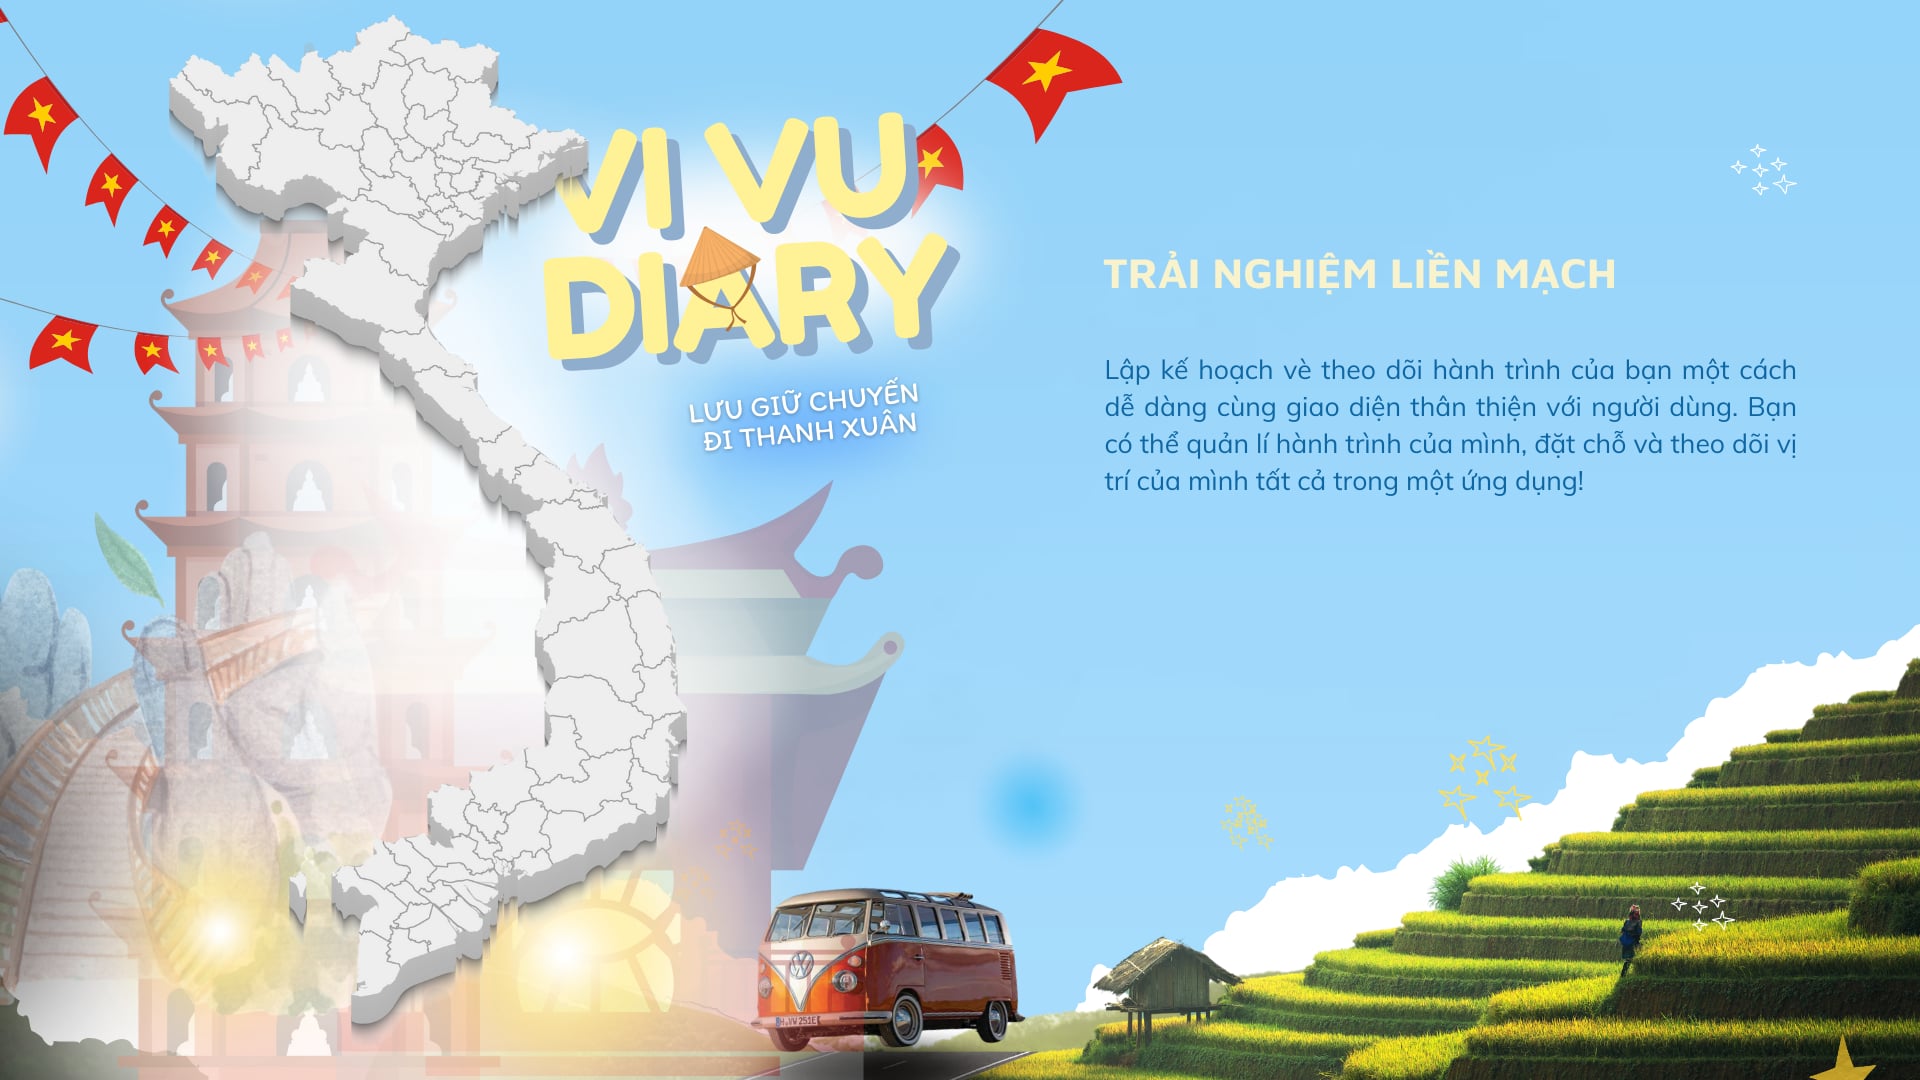 VI VU
DIARY
LƯU GIỮ CHUYẾN
ĐI THANH XUÂN
TRẢI NGHIỆM LIỀN MẠCH
Lập kế hoạch vè theo dõi hành trình của bạn một cách
dễ dàng cùng giao diện thân thiện với người dùng. Bạn
có thể quản lí hành trình của mình, đặt chỗ và theo dõi vị
trí của mình tất cả trong một ứng dụng!